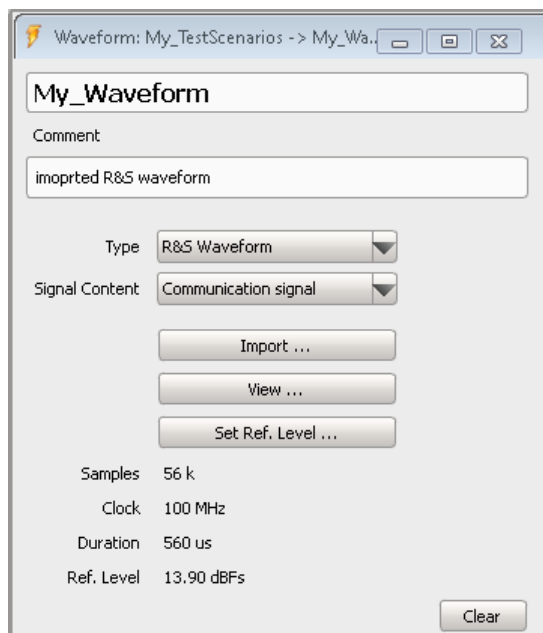 Waveform: My_TestScenarios -> My_Wa..
My_Waveform
Comment
imoprted R&S waveform
Type R&S Waveform
Signal Content Communication signal
Import ...
View ...
Set Ref. Level ...
Samples 56 k
Clock 100 MHz
Duration 560 us
Ref. Level 13.90 dBFs
Clear